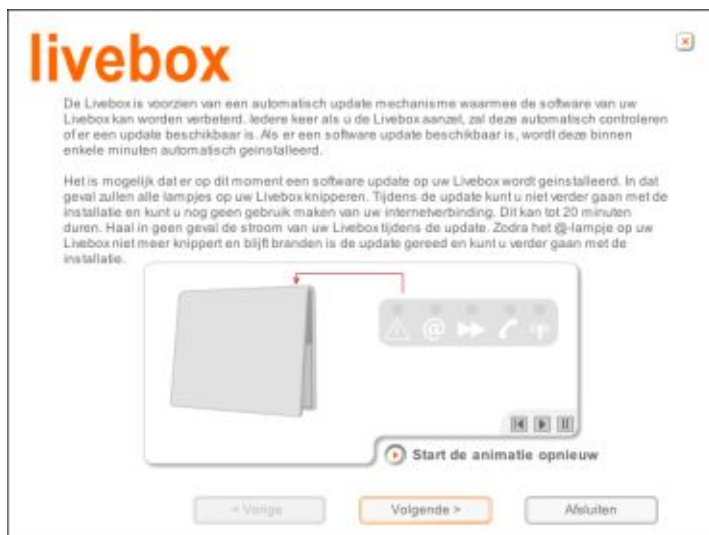 livebox
De Livebox is voorzien van een automatisch update mechanisme waarmee de software van uw
Livebox kan worden verbeterd. Iedere keer als u de Livebox aanzet, zal deze automatisch controleren
of er een update beschikbaar is. Als er een software update beschikbaar is, wordt deze binnen
enkele minuten automatisch geinstalleerd.
Het is mogelijk dat er op dit moment een software update op uw Livebox wordt geinstalleerd. In dat
geval zullen alle lampjes op uw Livebox knipperen. Tijdens de update kunt u niet verder gaan met de
installatie en kunt u nog geen gebruik maken van uw internetverbinding. Dit kan tot 20 minuten
duren. Haal in geen geval de stroom van uw Livebox tijdens de update. Zodra het @-lampje op uw
Livebox niet meer knippert en blijft branden is de update gereed en kunt u verder gaan met de
installatie.
@
Start de animatie opnieuw
< Vorige
Volgende >
Afsluiten